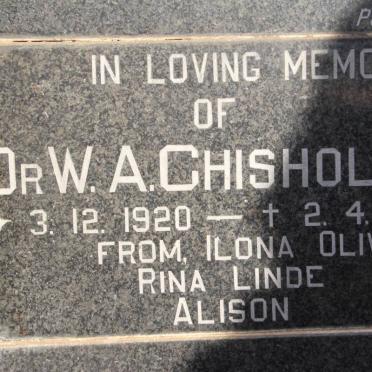 IN LOVING MEMO
OF
DR W. A. CHISHOL
3. 12. 1920 — † 2. 4.
FROM, ILONA OLIV
RINA LINDE
ALISON